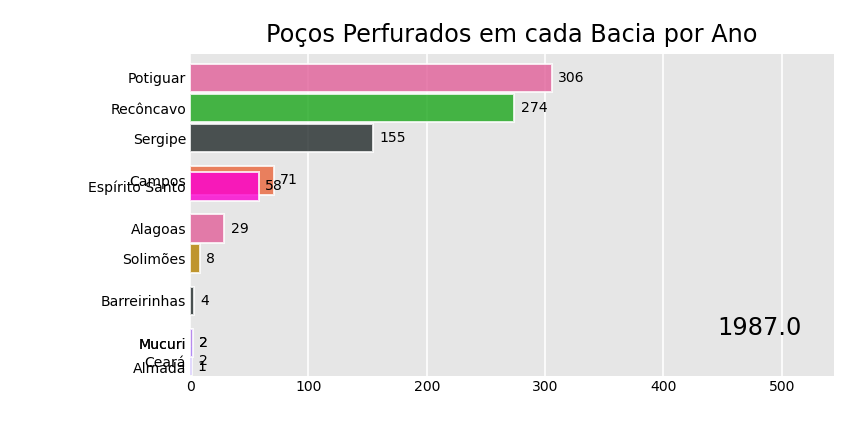 Poços Perfurados em cada Bacia por Ano
Potiguar 306
Recôncavo 274
Sergipe 155
Campos 71
Espírito Santo 58
Alagoas 29
Solimões 8
Barreirinhas 4
1987.0
Mucuri 2
Ceará 2
Almada 1
0 100 200 300 400 500